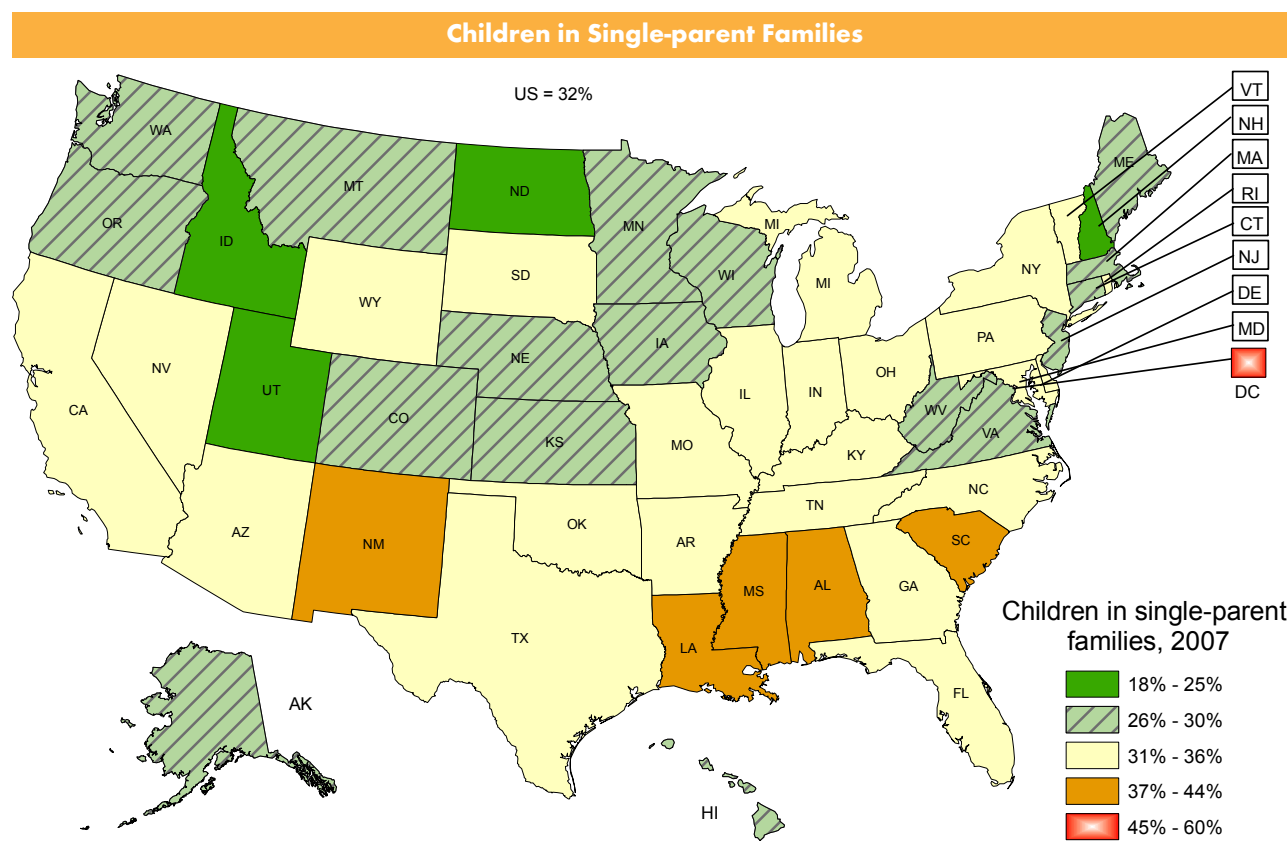 Children in Single-parent Families
US = 32%
VT
NH
MA
RI
CT
NJ
DE
MD
DC
WA
MT
ND
MN
ME
OR
ID
SD
WI
MI
MI
NY
WY
NE
IA
PA
NV
UT
CO
KS
IL
IN
OH
WV
VA
CA
MO
KY
AZ
NM
OK
AR
TN
NC
SC
MS
AL
GA
TX
LA
FL
AK
HI
Children in single-parent
families, 2007
18% - 25%
26% - 30%
31% - 36%
37% - 44%
45% - 60%